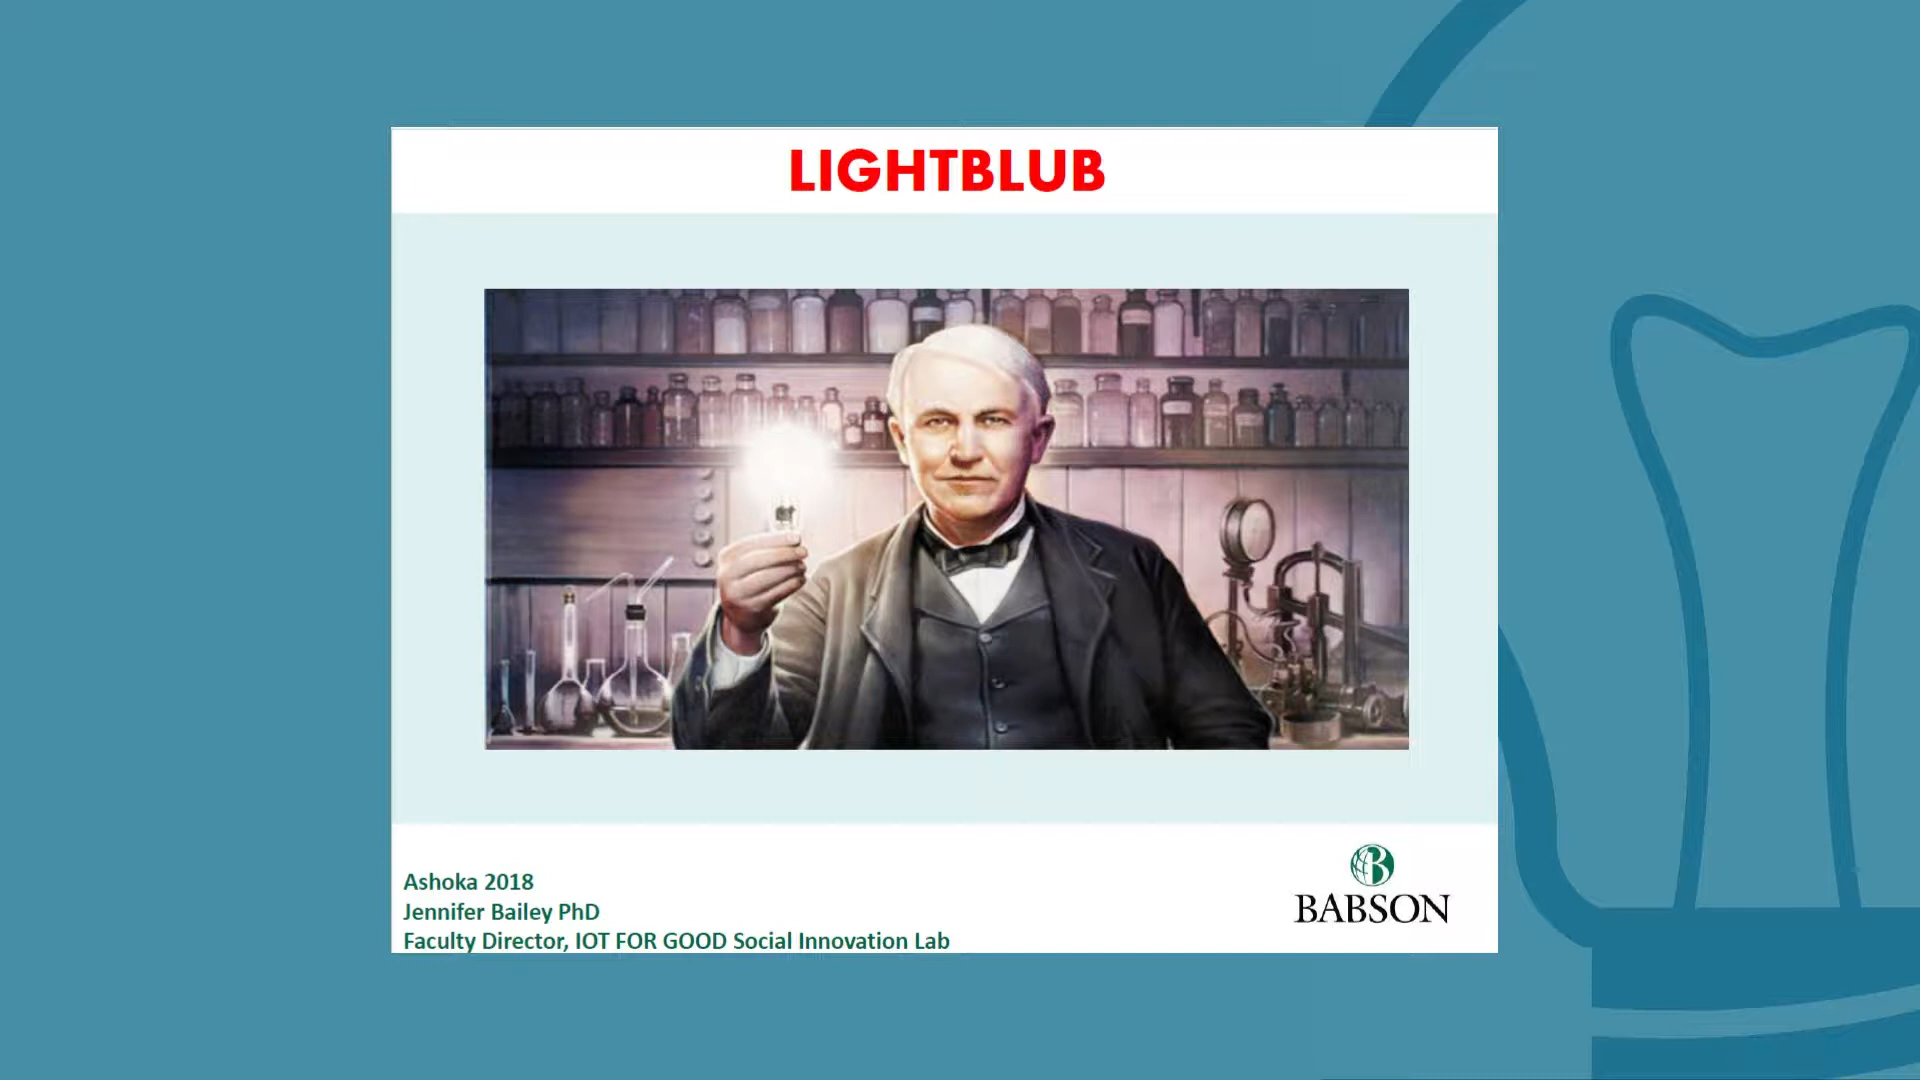 LIGHTBLUB
Ashoka 2018
Jennifer Bailey PhD
Faculty Director, IOT FOR GOOD Social Innovation Lab
B
BABSON